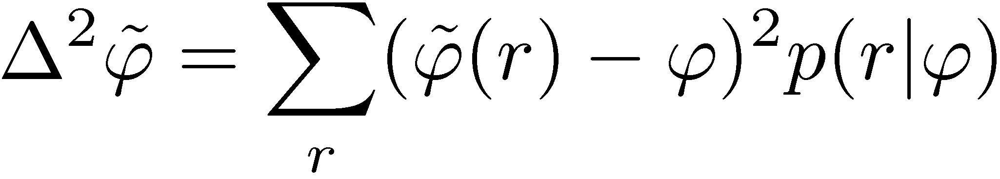 Δ²φ̃ = ∑_r (φ̃(r) − φ)² p(r|φ)